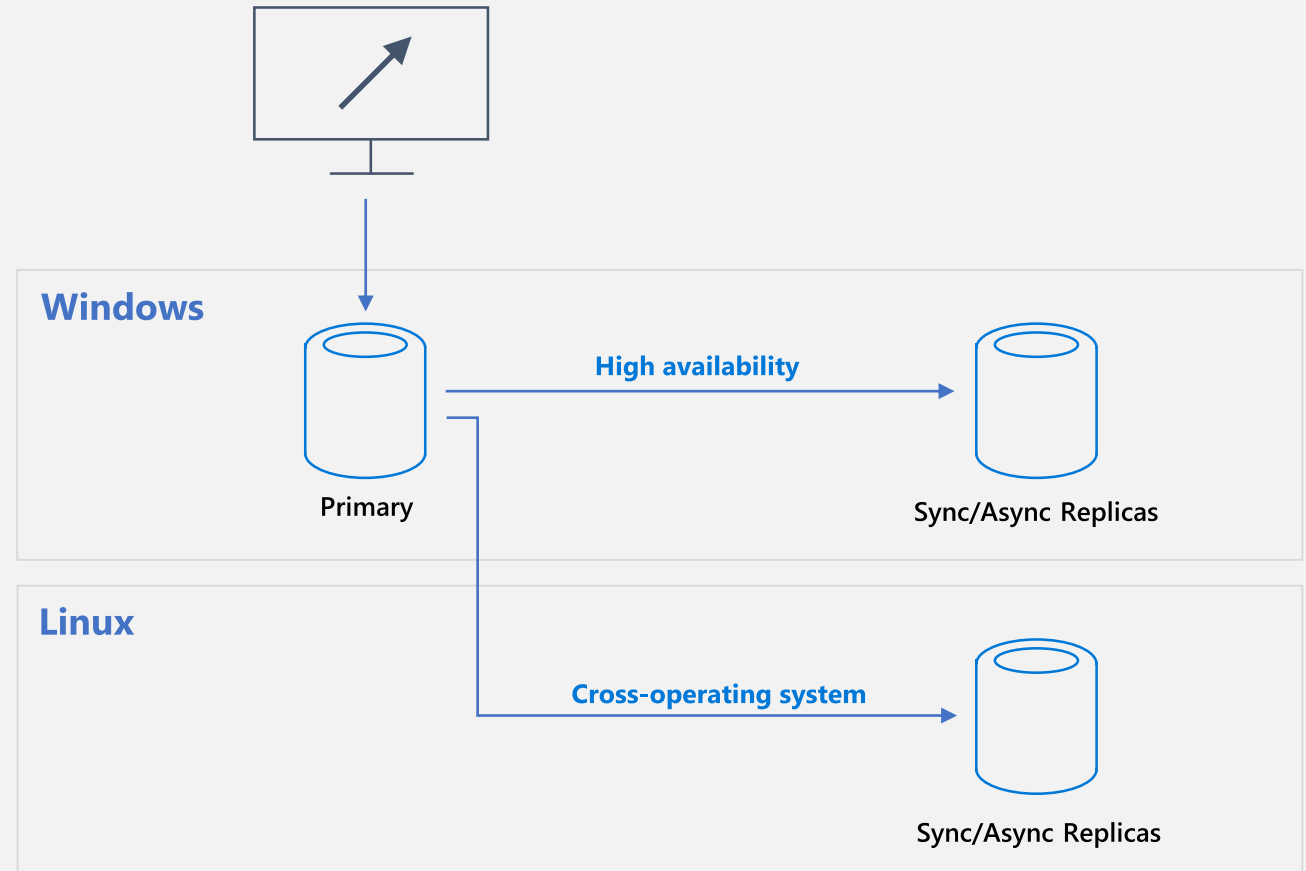 Windows
High availability
Primary
Sync/Async Replicas
Linux
Cross-operating system
Sync/Async Replicas